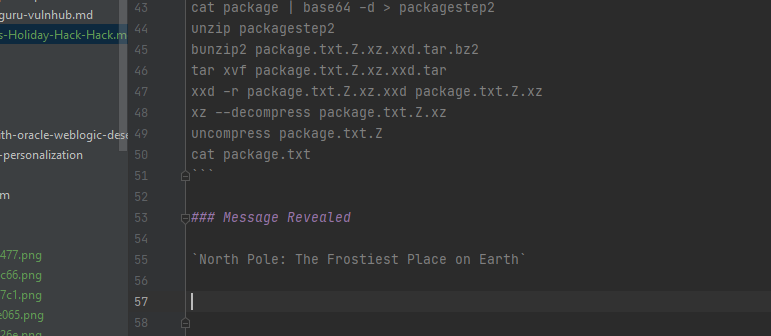 guru-vulnhub.md
s-Holiday-Hack-Hack.m
ith-oracle-weblogic-dese
-personalization
m
477.png
c66.png
7c1.png
e065.png
26e.png
43 cat package | base64 -d > packagestep2
44 unzip packagestep2
45 bunzip2 package.txt.Z.xz.xxd.tar.bz2
46 tar xvf package.txt.Z.xz.xxd.tar
47 xxd -r package.txt.Z.xz.xxd package.txt.Z.xz
48 xz --decompress package.txt.Z.xz
49 uncompress package.txt.Z
50 cat package.txt
51 ```
52
53 ### Message Revealed
54
55 `North Pole: The Frostiest Place on Earth`
56
57
58